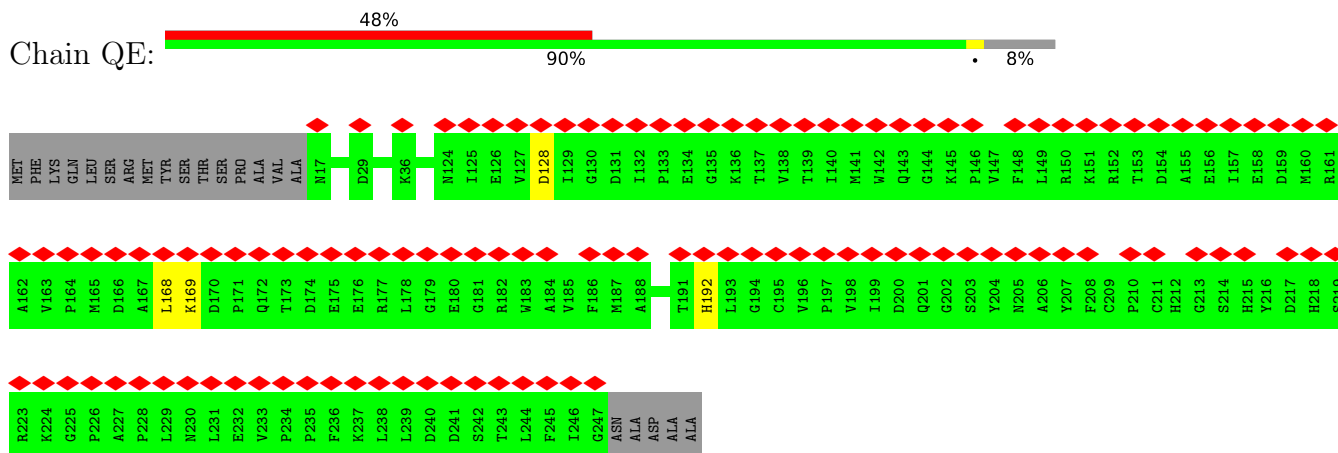 48%
Chain QE:
90% • 8%
MET PHE LYS GLN LEU SER ARG MET TYR SER THR SER PRO ALA VAL ALA N17 D29 K36 N124 I125 E126 V127 D128 I129 G130 D131 I132 P133 E134 G135 K136 T137 V138 T139 I140 M141 W142 Q143 G144 K145 P146 V147 F148 L149 R150 K151 R152 T153 D154 A155 E156 I157 E158 D159 M160 R161
A162 V163 P164 M165 D166 A167 L168 K169 D170 P171 Q172 T173 D174 E175 E176 R177 L178 G179 E180 G181 R182 W183 A184 V185 F186 M187 A188 T191 H192 L193 G194 C195 V196 P197 V198 I199 D200 Q201 G202 S203 Y204 N205 A206 Y207 F208 C209 P210 C211 H212 G213 S214 H215 Y216 D217 H218 S219
R223 K224 G225 P226 A227 P228 L229 N230 L231 E232 V233 P234 P235 F236 K237 L238 L239 D240 D241 S242 T243 L244 F245 I246 G247 ASN ALA ASP ALA ALA